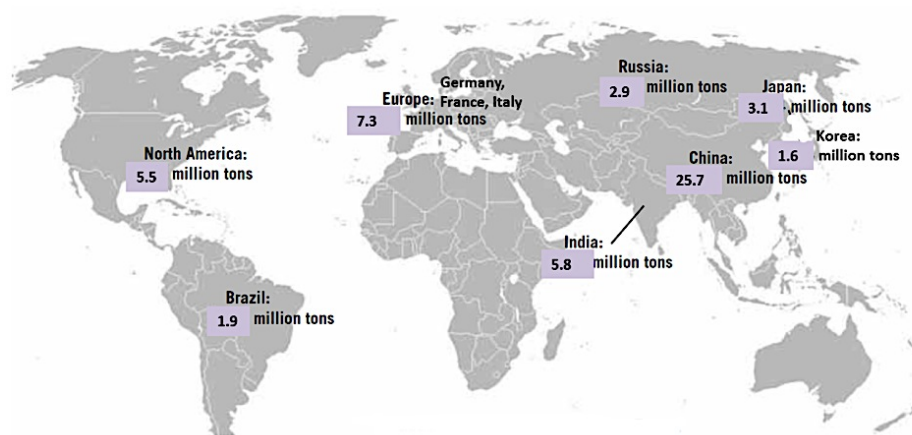 Germany,
France, Italy
Europe:
7.3 million tons
Russia:
2.9 million tons
Japan:
3.1 million tons
Korea:
1.6 million tons
North America:
5.5 million tons
China:
25.7 million tons
India:
5.8 million tons
Brazil:
1.9 million tons